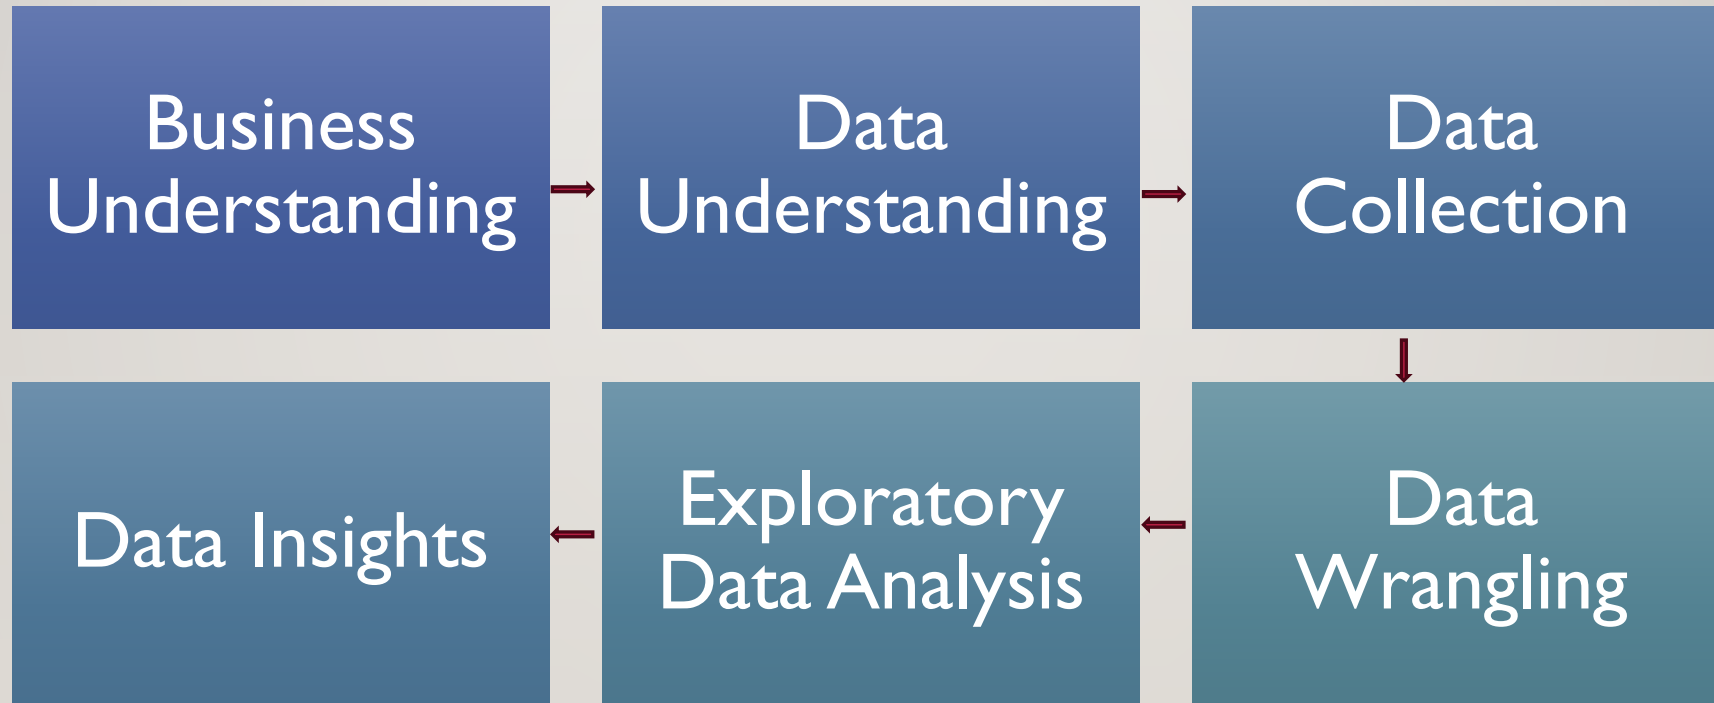 Business
Understanding
Data
Understanding
Data
Collection
Data
Wrangling
Exploratory
Data Analysis
Data Insights